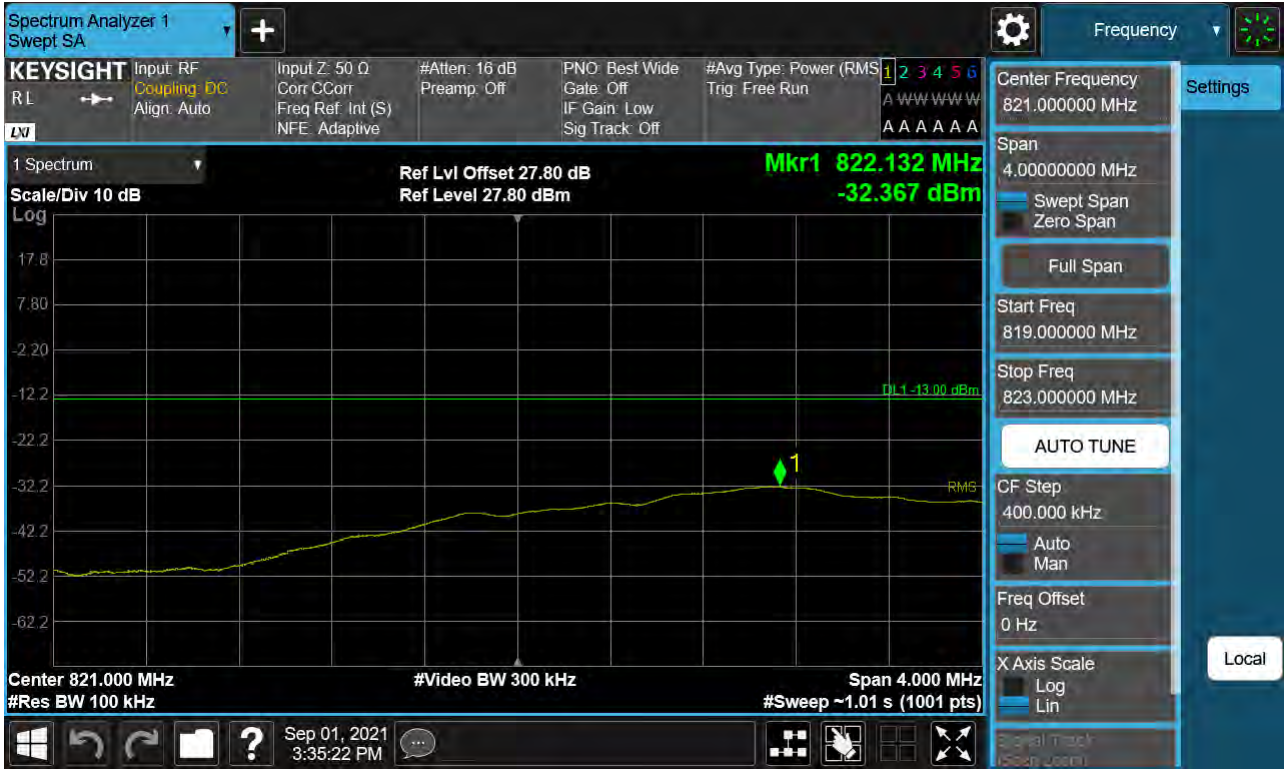 Spectrum Analyzer 1
Swept SA
Frequency
KEYSIGHT
RL
LXI
Input: RF
Coupling: DC
Align: Auto
Input Z: 50 Ω
Corr CCorr
Freq Ref: Int (S)
NFE: Adaptive
#Atten: 16 dB
Preamp: Off
PNO: Best Wide
Gate: Off
IF Gain: Low
Sig Track: Off
#Avg Type: Power (RMS
Trig: Free Run
1 2 3 4 5 6
A W W W W W
A A A A A A
1 Spectrum
Scale/Div 10 dB
Log
Ref Lvl Offset 27.80 dB
Ref Level 27.80 dBm
Mkr1 822.132 MHz
-32.367 dBm
17.8
7.80
-2.20
-12.2
-22.2
-32.2
-42.2
-52.2
-62.2
DL1 -13.00 dBm
1
RMS
Center 821.000 MHz
#Res BW 100 kHz
#Video BW 300 kHz
Span 4.000 MHz
#Sweep ~1.01 s (1001 pts)
Center Frequency
821.000000 MHz
Span
4.00000000 MHz
Swept Span
Zero Span
Full Span
Start Freq
819.000000 MHz
Stop Freq
823.000000 MHz
AUTO TUNE
CF Step
400.000 kHz
Auto
Man
Freq Offset
0 Hz
X Axis Scale
Log
Lin
Signal Track
(Span Zoom)
Settings
Local
?
Sep 01, 2021
3:35:22 PM